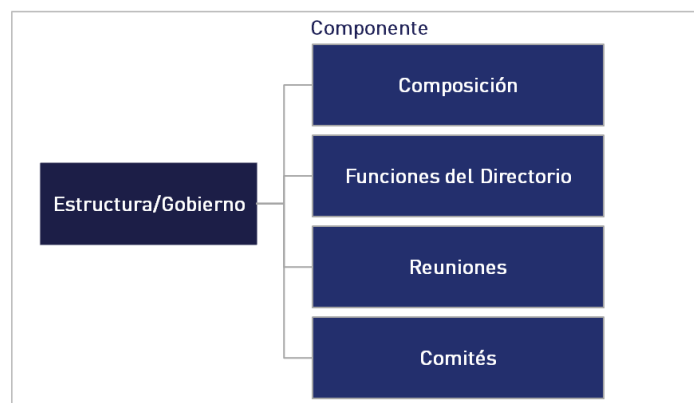 Componente
Composición
Funciones del Directorio
Estructura/Gobierno
Reuniones
Comités